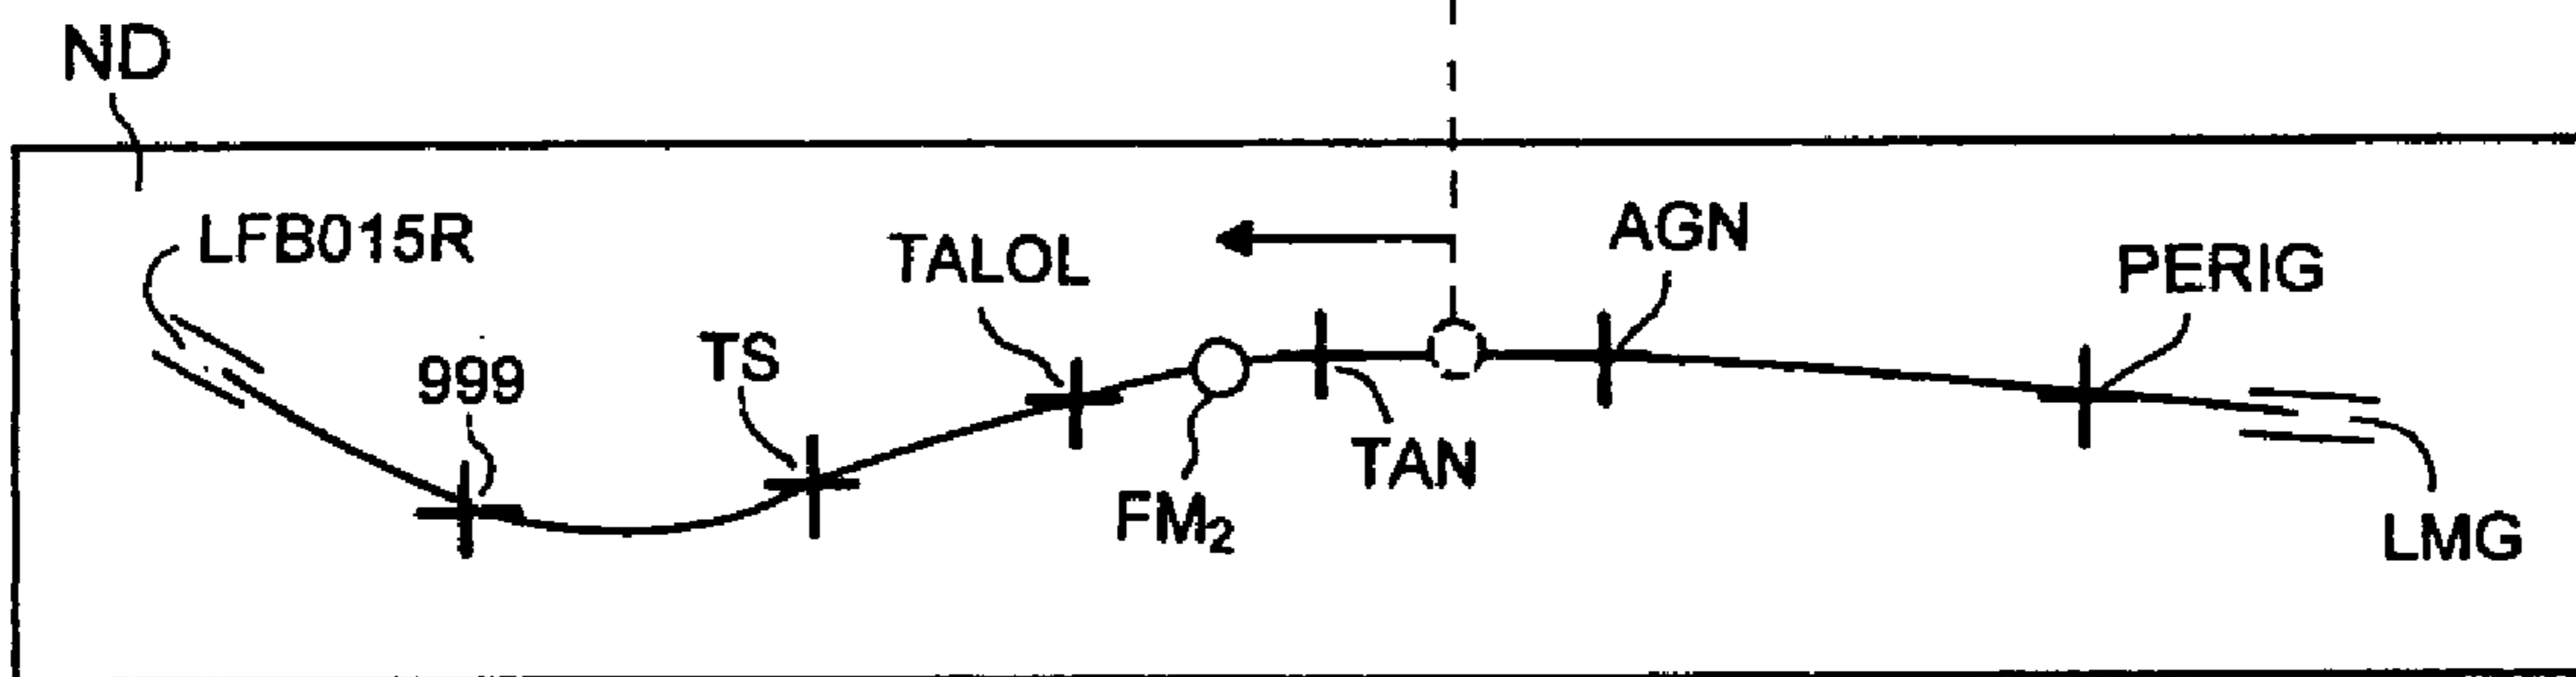 ND
LFB015R
999
TS
TALOL
FM₂
TAN
AGN
PERIG
LMG